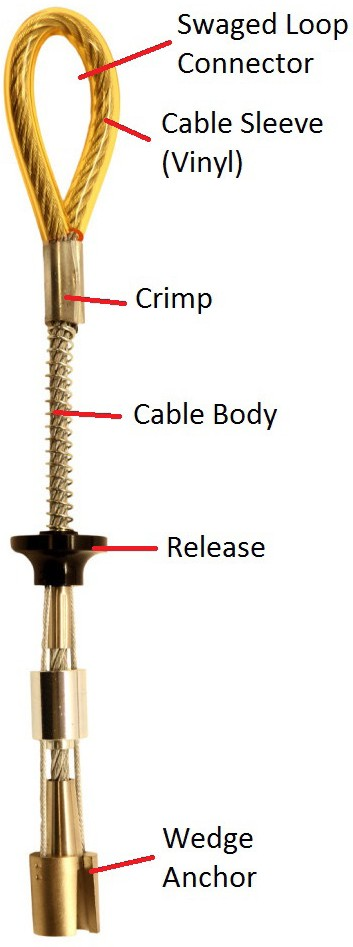 Swaged Loop
Connector
Cable Sleeve
(Vinyl)
Crimp
Cable Body
Release
Wedge
Anchor